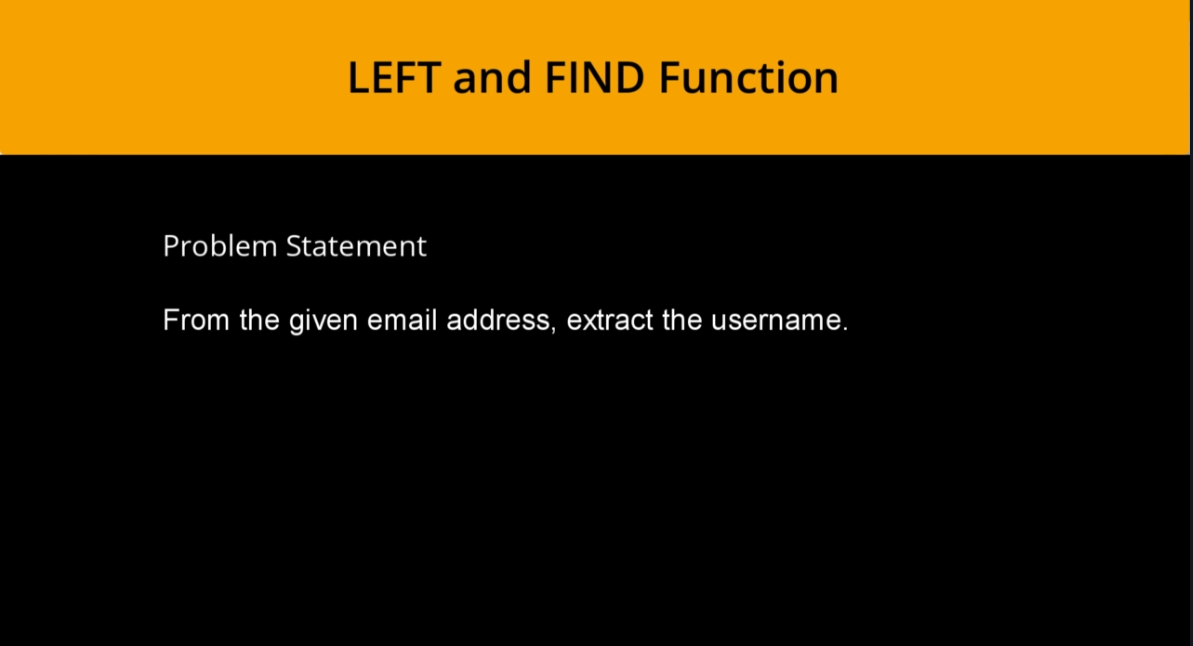 LEFT and FIND Function
Problem Statement
From the given email address, extract the username.